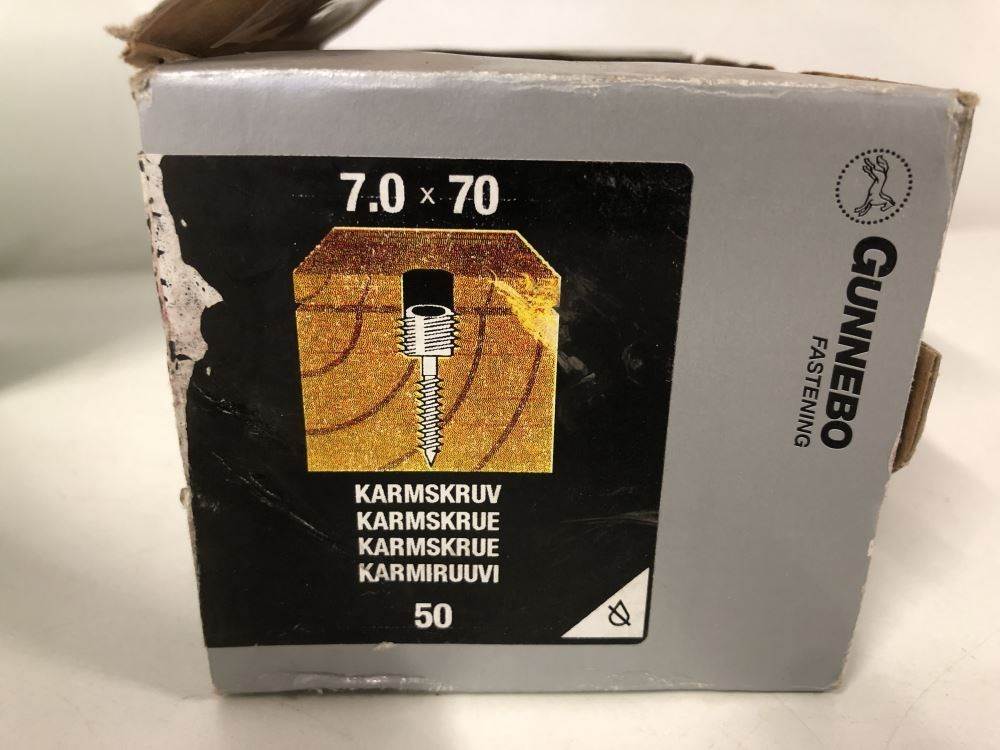 7.0 x 70
KARMSKRUV
KARMSKRUE
KARMSKRUE
KARMIRUUVI
50
GUNNEBO
FASTENING